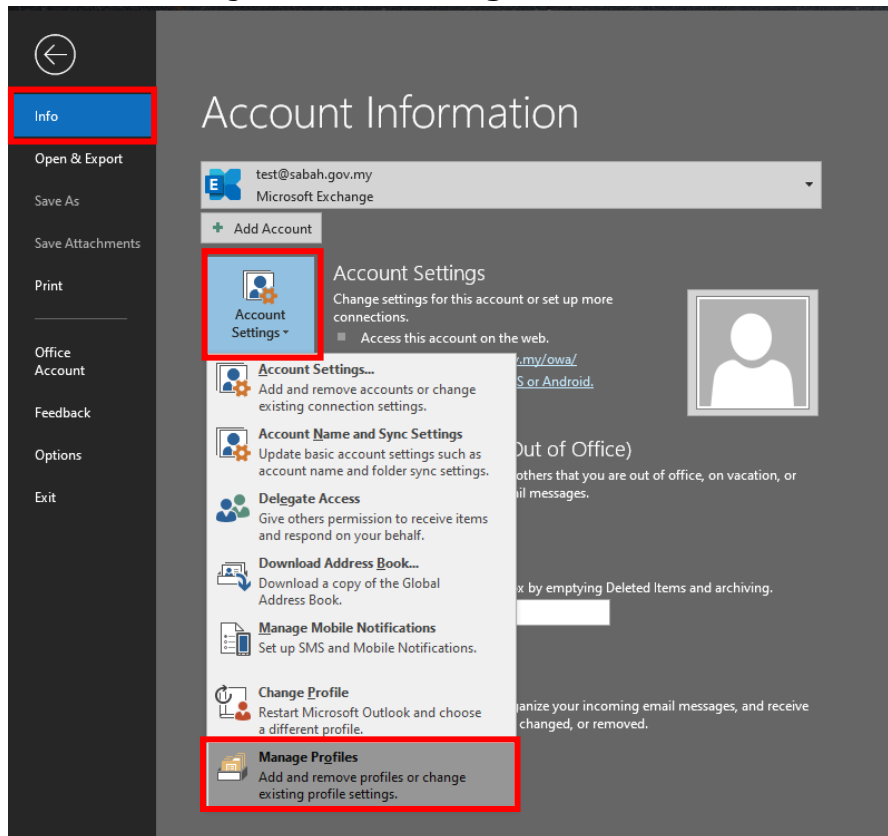 Info
Open & Export
Save As
Save Attachments
Print
Office
Account
Feedback
Options
Exit
Account Information
E
test@sabah.gov.my
Microsoft Exchange
Add Account
Account
Settings
Account Settings
Change settings for this account or set up more
connections.
Access this account on the web.
.my/owa/
S or Android.
Account Settings...
Add and remove accounts or change
existing connection settings.
Account Name and Sync Settings
Update basic account settings such as
account name and folder sync settings.
Delegate Access
Give others permission to receive items
and respond on your behalf.
Download Address Book...
Download a copy of the Global
Address Book.
Manage Mobile Notifications
Set up SMS and Mobile Notifications.
Change Profile
Restart Microsoft Outlook and choose
a different profile.
Manage Profiles
Add and remove profiles or change
existing profile settings.
Out of Office)
others that you are out of office, on vacation, or
il messages.
x by emptying Deleted Items and archiving.
ganize your incoming email messages, and receive
changed, or removed.